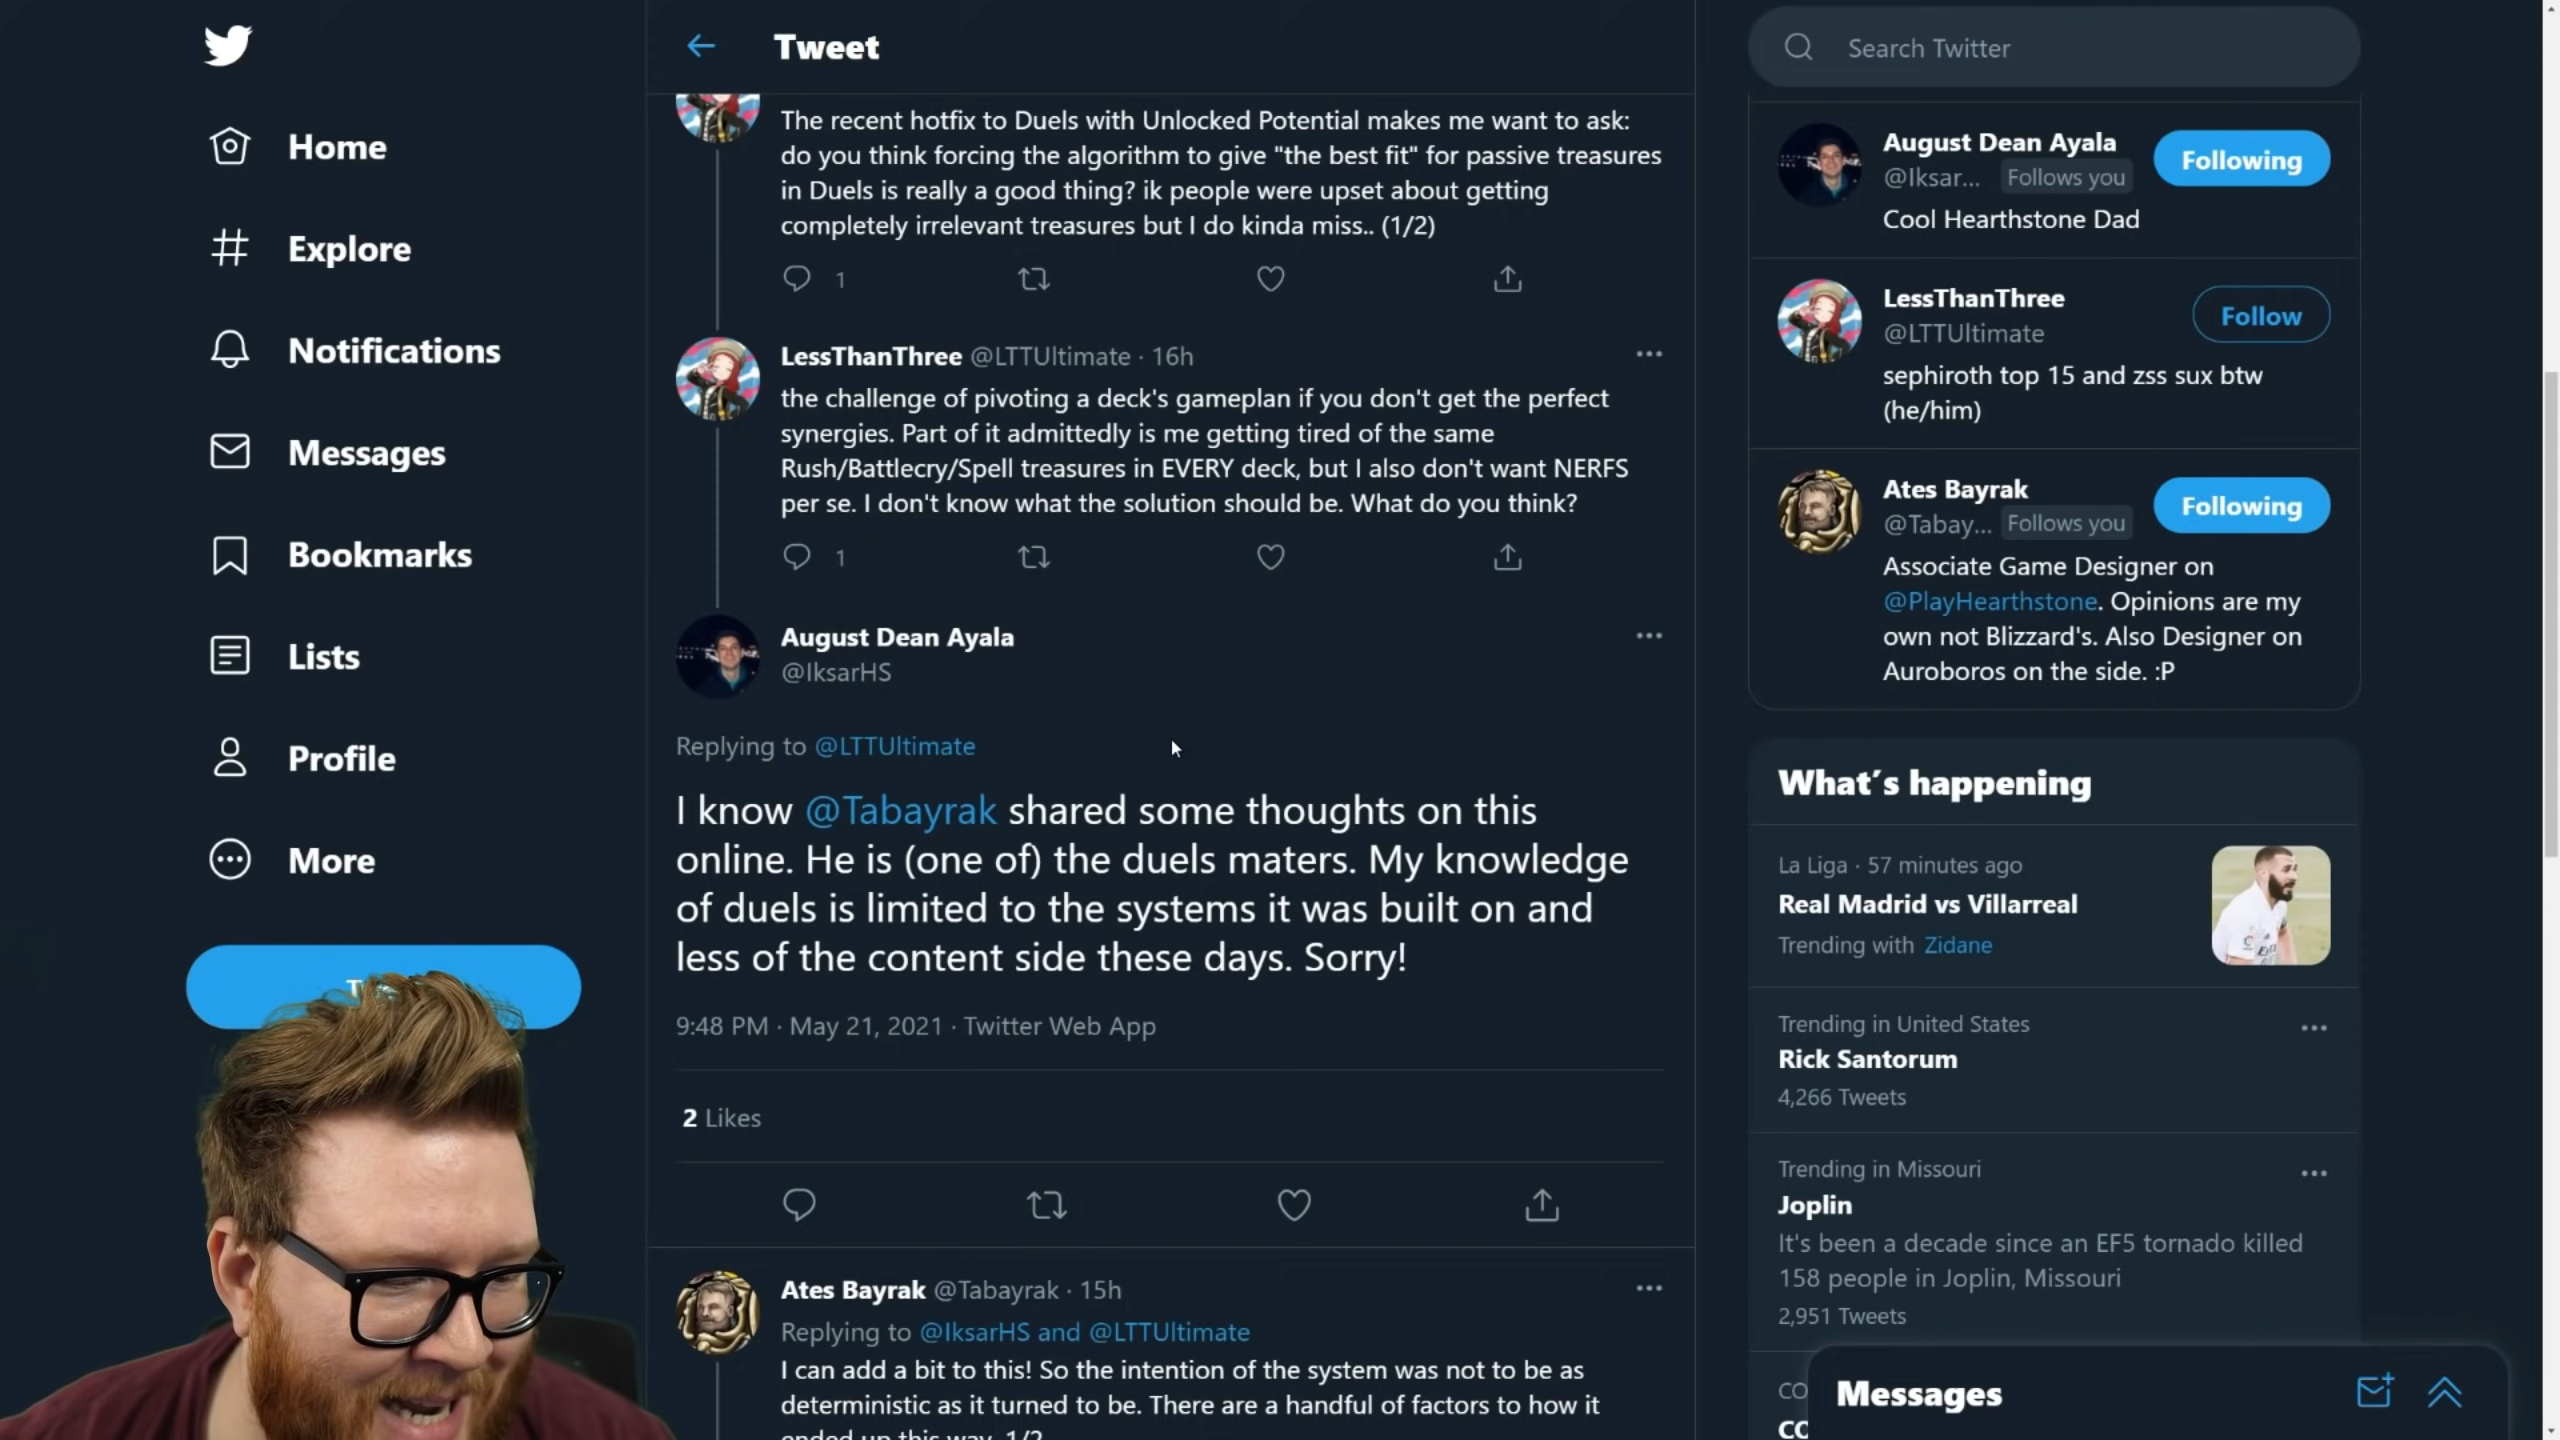 Home
Explore
Notifications
Messages
Bookmarks
Lists
Profile
More
Tweet
The recent hotfix to Duels with Unlocked Potential makes me want to ask:
do you think forcing the algorithm to give "the best fit" for passive treasures
in Duels is really a good thing? ik people were upset about getting
completely irrelevant treasures but I do kinda miss.. (1/2)
1
LessThanThree @LTTUltimate · 16h
the challenge of pivoting a deck's gameplan if you don't get the perfect
synergies. Part of it admittedly is me getting tired of the same
Rush/Battlecry/Spell treasures in EVERY deck, but I also don't want NERFS
per se. I don't know what the solution should be. What do you think?
1
August Dean Ayala
@IksarHS
Replying to @LTTUltimate
I know @Tabayrak shared some thoughts on this
online. He is (one of) the duels maters. My knowledge
of duels is limited to the systems it was built on and
less of the content side these days. Sorry!
9:48 PM · May 21, 2021 · Twitter Web App
2 Likes
Ates Bayrak @Tabayrak · 15h
Replying to @IksarHS and @LTTUltimate
I can add a bit to this! So the intention of the system was not to be as
deterministic as it turned to be. There are a handful of factors to how it
ended up this way. 1/2
Search Twitter
August Dean Ayala
@Iksar... Follows you
Following
Cool Hearthstone Dad
LessThanThree
@LTTUltimate
Follow
sephiroth top 15 and zss sux btw
(he/him)
Ates Bayrak
@Tabay... Follows you
Following
Associate Game Designer on
@PlayHearthstone. Opinions are my
own not Blizzard's. Also Designer on
Auroboros on the side. :P
What's happening
La Liga · 57 minutes ago
Real Madrid vs Villarreal
Trending with Zidane
Trending in United States
Rick Santorum
4,266 Tweets
Trending in Missouri
Joplin
It's been a decade since an EF5 tornado killed
158 people in Joplin, Missouri
2,951 Tweets
Messages